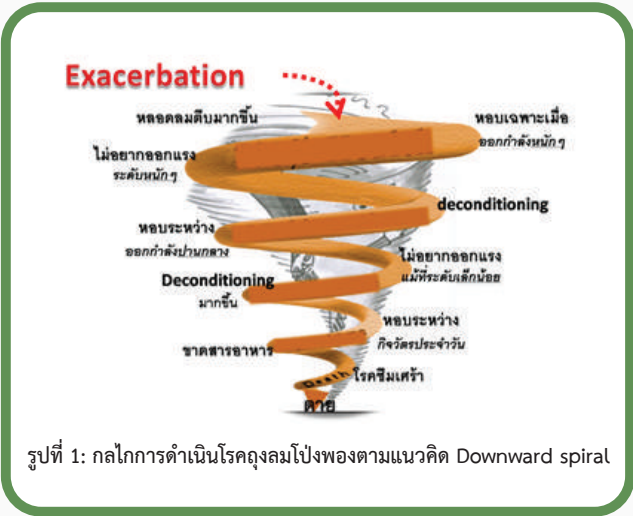 Exacerbation
หลอดลมตีบมากขึ้น
หอบเฉพาะเมื่อ
ออกกำลังหนักๆ
ไม่อยากออกแรง
ระดับหนักๆ
deconditioning
หอบระหว่าง
ออกกำลังปานกลาง
ไม่อยากออกแรง
แม้ที่ระดับเล็กน้อย
Deconditioning
มากขึ้น
หอบระหว่าง
กิจวัตรประจำวัน
ขาดสารอาหาร
Death
โรคซึมเศร้า
ตาย
รูปที่ 1: กลไกการดำเนินโรคถุงลมโป่งพองตามแนวคิด Downward spiral